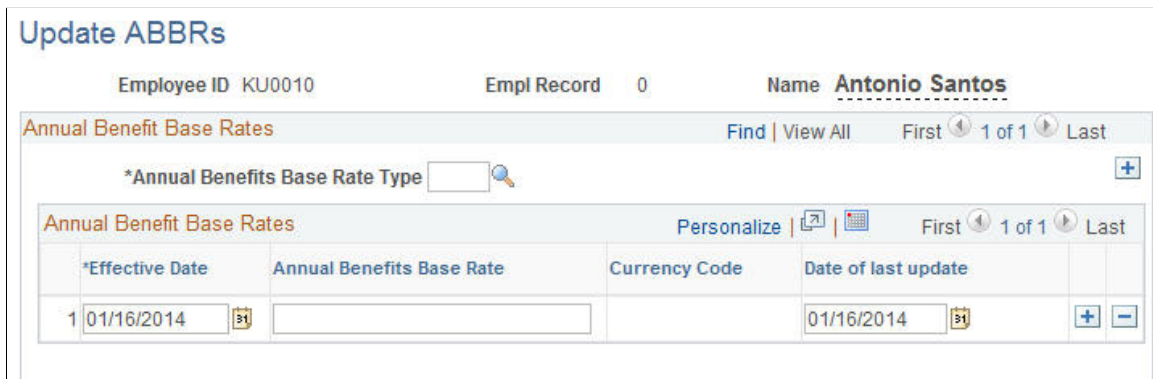 Update ABBRs
Employee ID KU0010 Empl Record 0 Name Antonio Santos
Annual Benefit Base Rates Find | View All First 1 of 1 Last
*Annual Benefits Base Rate Type
Annual Benefit Base Rates Personalize | | First 1 of 1 Last
*Effective Date Annual Benefits Base Rate Currency Code Date of last update
1 01/16/2014 31 01/16/2014 31